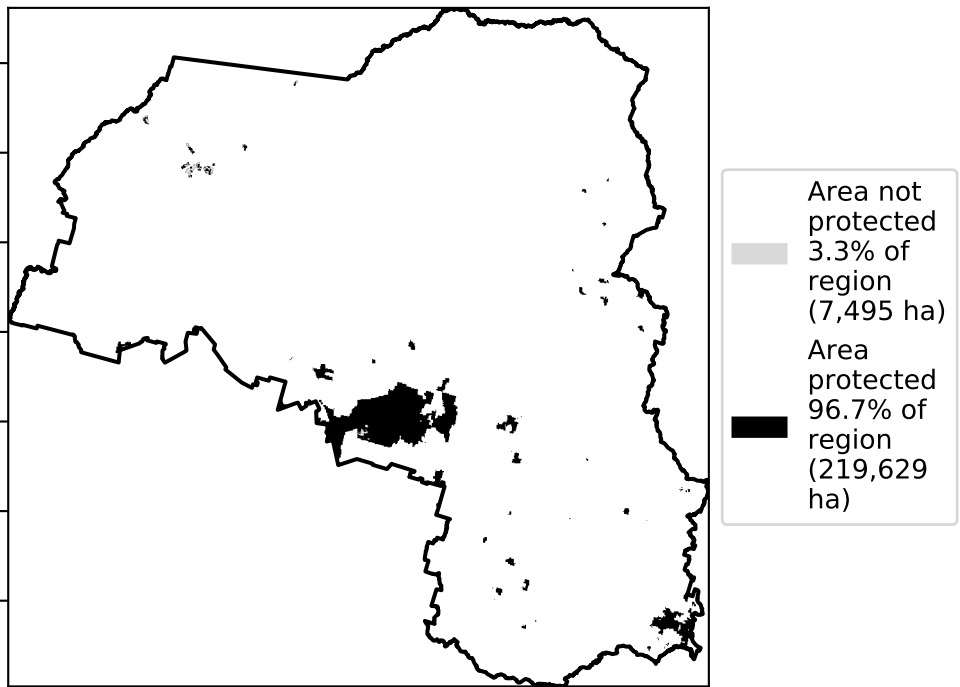 Area not
protected
3.3% of
region
(7,495 ha)
Area
protected
96.7% of
region
(219,629
ha)